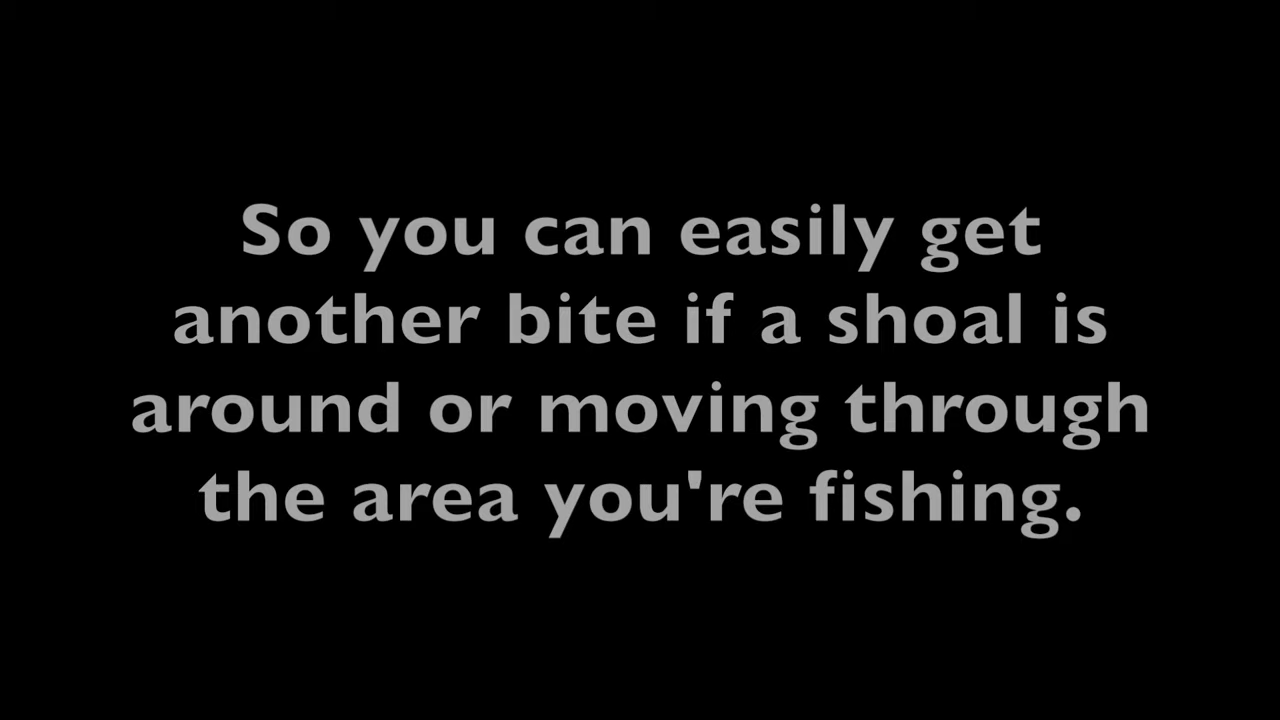 So you can easily get
another bite if a shoal is
around or moving through
the area you're fishing.